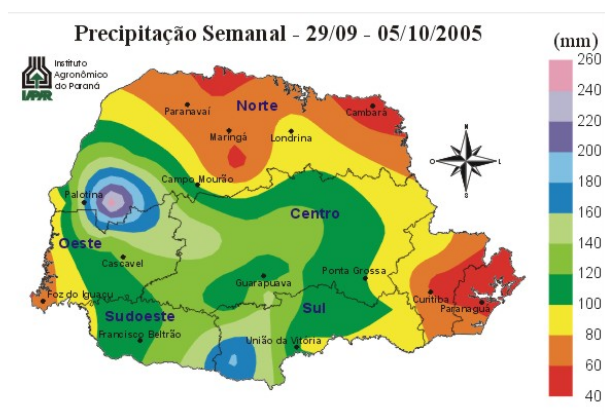 Precipitação Semanal - 29/09 - 05/10/2005
(mm)
Instituto
Agronômico
do Paraná
IAPAR
260
240
220
200
180
160
140
120
100
80
60
40
N
O
L
S
Norte
Paranavaí
Cambará
Maringá
Londrina
Campo Mourão
Palotina
Centro
Oeste
Cascavel
Guarapuava
Ponta Grossa
Foz do Iguaçu
Curitiba
Paranaguá
Sudoeste
Sul
Francisco Beltrão
União da Vitória